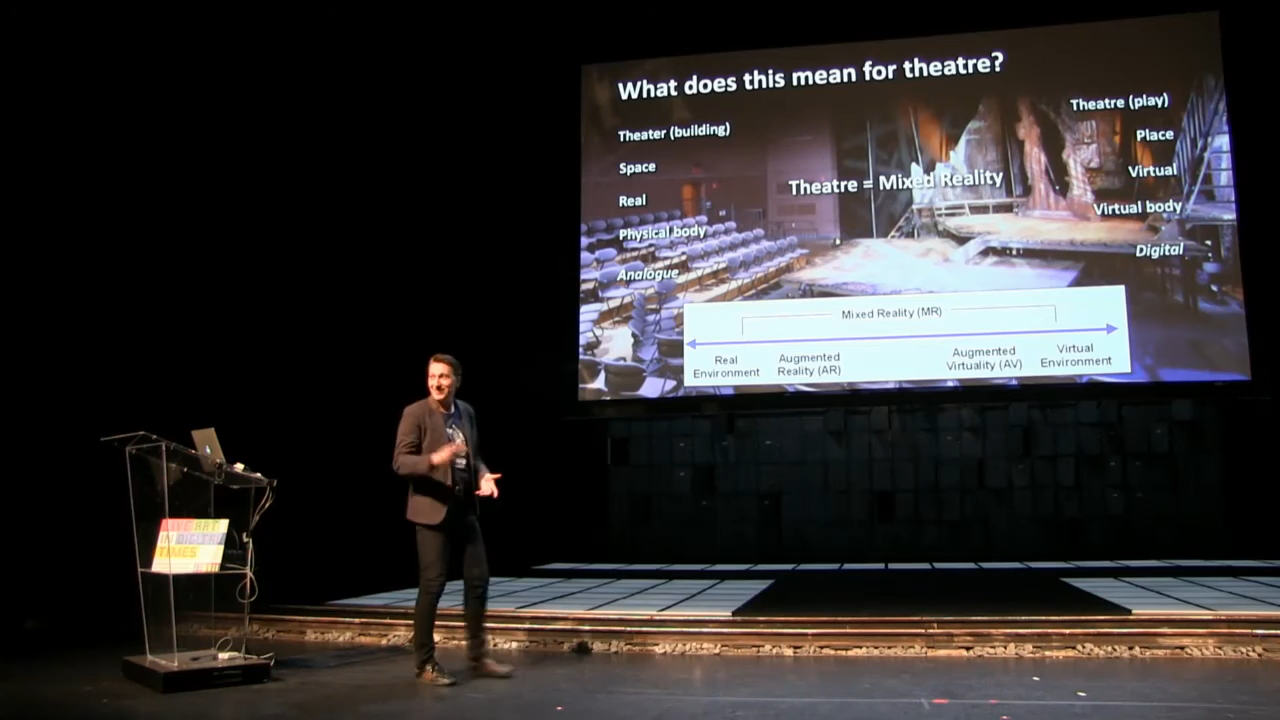 What does this mean for theatre?
Theater (building)
Space
Real
Physical body
Analogue
Theatre = Mixed Reality
Theatre (play)
Place
Virtual
Virtual body
Digital
Mixed Reality (MR)
Real
Environment
Augmented
Reality (AR)
Augmented
Virtuality (AV)
Virtual
Environment
LIVE ART
IN DIGITAL
TIMES